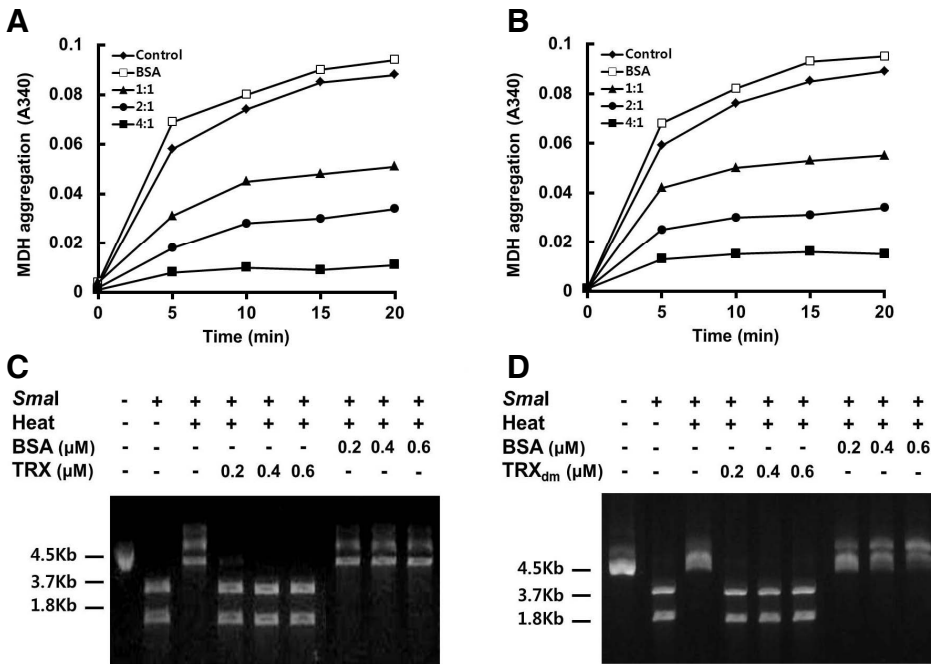 A
0.1
0.08
0.06
0.04
0.02
0
MDH aggregation (A340)
Control
BSA
1:1
2:1
4:1
0 5 10 15 20
Time (min)
B
0.1
0.08
0.06
0.04
0.02
0
MDH aggregation (A340)
Control
BSA
1:1
2:1
4:1
0 5 10 15 20
Time (min)
C
SmaI - + + + + + + + +
Heat - - + + + + + + +
BSA (µM) - - - - - - 0.2 0.4 0.6
TRX (µM) - - - 0.2 0.4 0.6 - - -
4.5Kb
3.7Kb
1.8Kb
D
SmaI - + + + + + + + +
Heat - - + + + + + + +
BSA (µM) - - - - - - 0.2 0.4 0.6
TRXdm (µM) - - - 0.2 0.4 0.6 - - -
4.5Kb
3.7Kb
1.8Kb